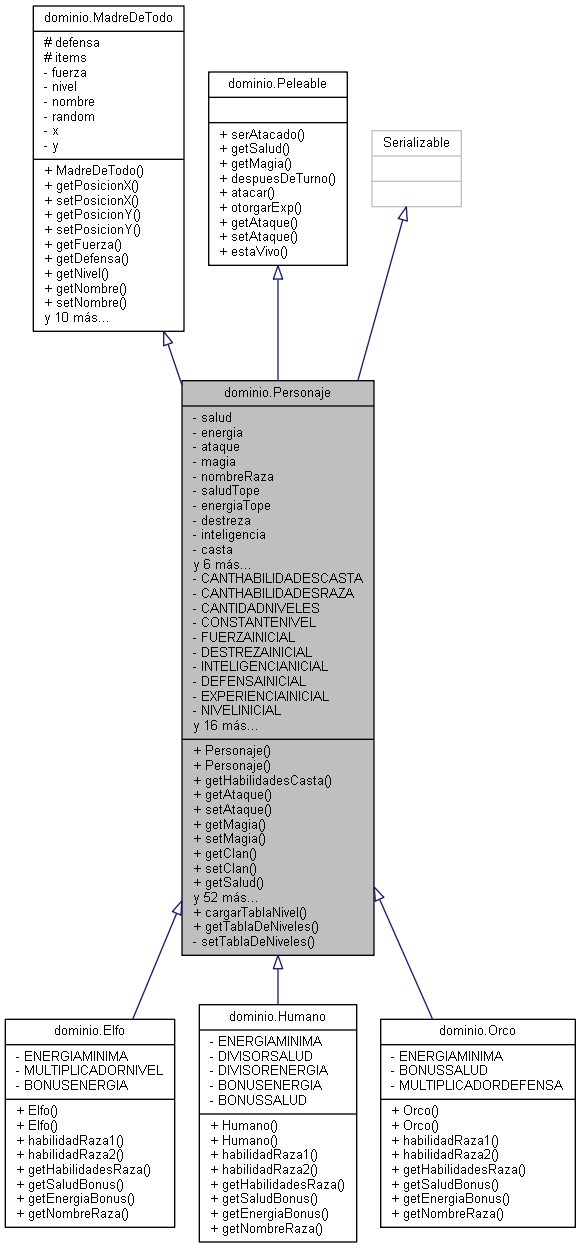 dominio.MadreDeTodo
# defensa
# items
- fuerza
- nivel
- nombre
- random
- x
- y
+ MadreDeTodo()
+ getPosicionX()
+ setPosicionX()
+ getPosicionY()
+ setPosicionY()
+ getFuerza()
+ getDefensa()
+ getNivel()
+ getNombre()
+ setNombre()
y 10 más...
dominio.Peleable
+ serAtacado()
+ getSalud()
+ getMagia()
+ despuesDeTurno()
+ atacar()
+ otorgarExp()
+ getAtaque()
+ setAtaque()
+ estaVivo()
Serializable
dominio.Personaje
- salud
- energia
- ataque
- magia
- nombreRaza
- saludTope
- energiaTope
- destreza
- inteligencia
- casta
y 6 más...
- CANTHABILIDADESCASTA
- CANTHABILIDADESRAZA
- CANTIDADNIVELES
- CONSTANTENIVEL
- FUERZAINICIAL
- DESTREZAINICIAL
- INTELIGENCIANICIAL
- DEFENSAINICIAL
- EXPERIENCIAINICIAL
- NIVELINICIAL
y 16 más...
+ Personaje()
+ Personaje()
+ getHabilidadesCasta()
+ getAtaque()
+ setAtaque()
+ getMagia()
+ setMagia()
+ getClan()
+ setClan()
+ getSalud()
y 52 más...
+ cargarTablaNivel()
+ getTablaDeNiveles()
- setTablaDeNiveles()
dominio.Elfo
- ENERGIAMINIMA
- MULTIPLICADORNIVEL
- BONUSENERGIA
+ Elfo()
+ Elfo()
+ habilidadRaza1()
+ habilidadRaza2()
+ getHabilidadesRaza()
+ getSaludBonus()
+ getEnergiaBonus()
+ getNombreRaza()
dominio.Humano
- ENERGIAMINIMA
- DIVISORSALUD
- DIVISORENERGIA
- BONUSENERGIA
- BONUSSALUD
+ Humano()
+ Humano()
+ habilidadRaza1()
+ habilidadRaza2()
+ getHabilidadesRaza()
+ getSaludBonus()
+ getEnergiaBonus()
+ getNombreRaza()
dominio.Orco
- ENERGIAMINIMA
- BONUSSALUD
- MULTIPLICADORDEFENSA
+ Orco()
+ Orco()
+ habilidadRaza1()
+ habilidadRaza2()
+ getHabilidadesRaza()
+ getSaludBonus()
+ getEnergiaBonus()
+ getNombreRaza()